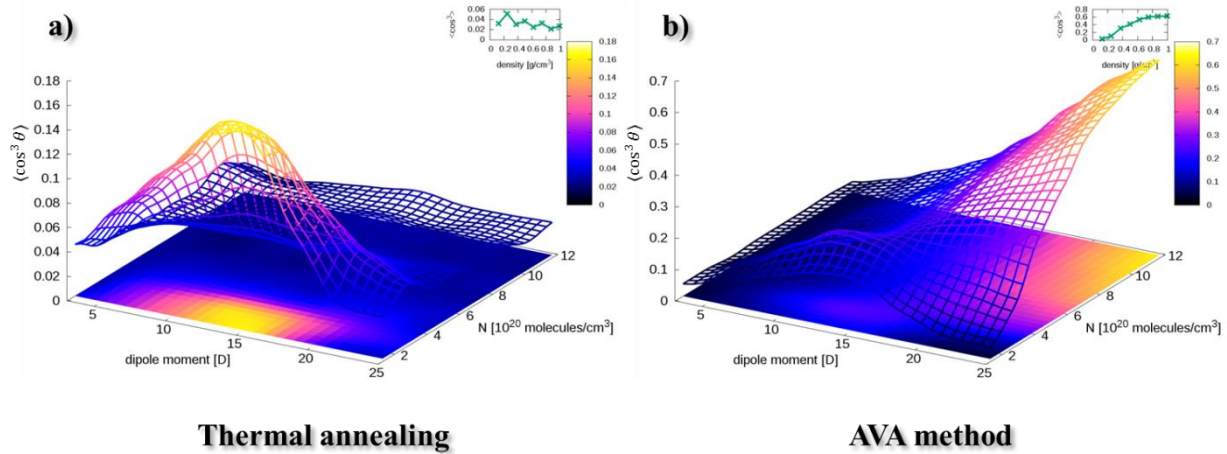 a)
<cos³>
0.06
0.04
0.02
0
0 0.2 0.4 0.6 0.8 1
density [g/cm³]
0.18
0.16
0.14
0.12
0.1
0.08
0.06
0.04
0.02
0
⟨cos³ θ⟩
0.18
0.16
0.14
0.12
0.1
0.08
0.06
0.04
0.02
0
5 10 15 20 25
dipole moment [D]
2 4 6 8 10 12
N [10²⁰ molecules/cm³]
Thermal annealing
b)
<cos³>
0.8
0.6
0.4
0.2
0
0 0.2 0.4 0.6 0.8 1
density
0.7
0.6
0.5
0.4
0.3
0.2
0.1
0
⟨cos³ θ⟩
0.7
0.6
0.5
0.4
0.3
0.2
0.1
0
5 10 15 20 25
dipole moment [D]
2 4 6 8 10 12
N [10²⁰ molecules/cm³]
AVA method